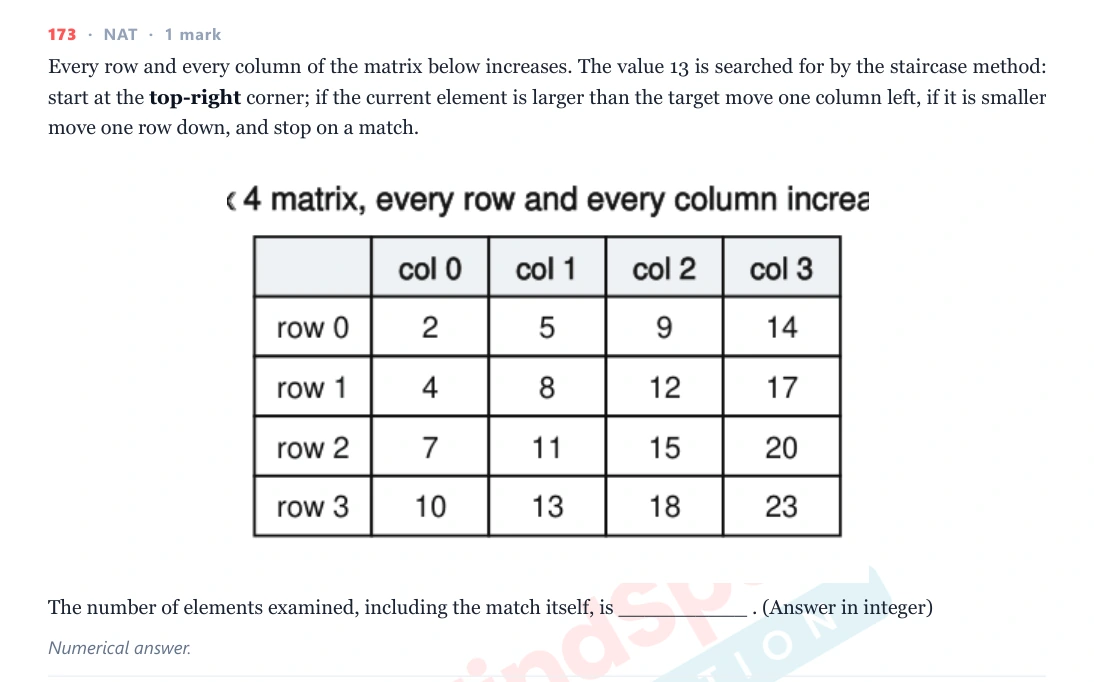 173 · NAT · 1 mark
Every row and every column of the matrix below increases. The value 13 is searched for by the staircase method:
start at the top-right corner; if the current element is larger than the target move one column left, if it is smaller
move one row down, and stop on a match.
4 matrix, every row and every column increa
col 0 col 1 col 2 col 3
row 0 2 5 9 14
row 1 4 8 12 17
row 2 7 11 15 20
row 3 10 13 18 23
The number of elements examined, including the match itself, is ____________ . (Answer in integer)
Numerical answer.